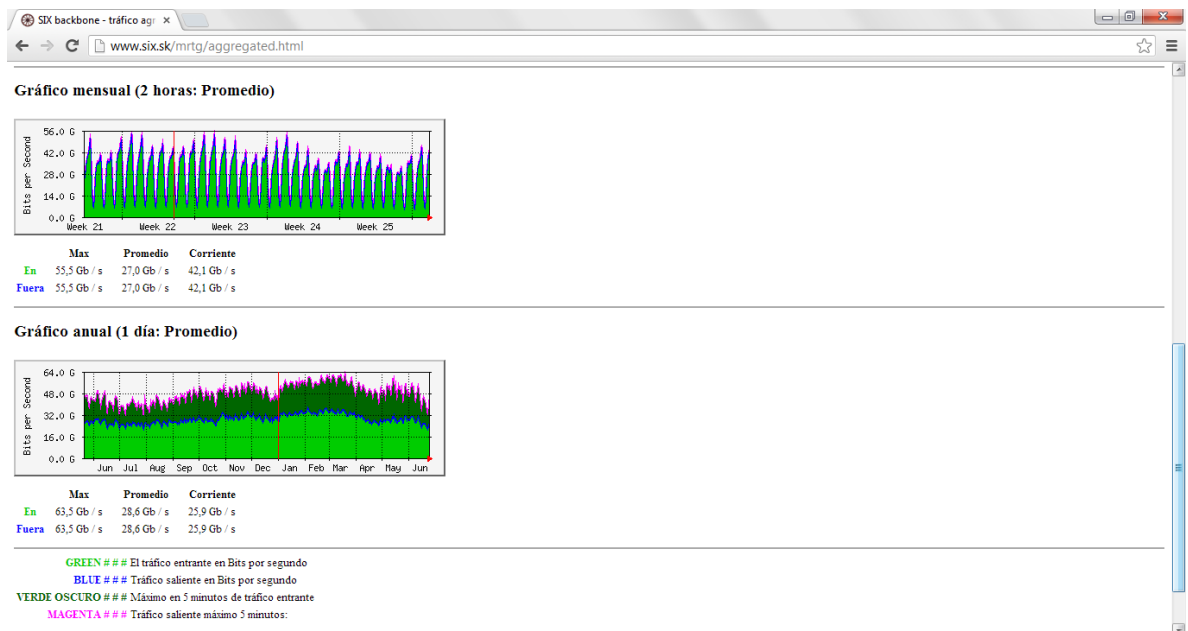 SIX backbone - tráfico agr
www.six.sk/mrtg/aggregated.html
Gráfico mensual (2 horas: Promedio)
Bits per Second
56.0 G
42.0 G
28.0 G
14.0 G
0.0 G
Week 21 Week 22 Week 23 Week 24 Week 25
Max Promedio Corriente
En 55,5 Gb / s 27,0 Gb / s 42,1 Gb / s
Fuera 55,5 Gb / s 27,0 Gb / s 42,1 Gb / s
Gráfico anual (1 día: Promedio)
Bits per Second
64.0 G
48.0 G
32.0 G
16.0 G
0.0 G
Jun Jul Aug Sep Oct Nov Dec Jan Feb Mar Apr May Jun
Max Promedio Corriente
En 63,5 Gb / s 28,6 Gb / s 25,9 Gb / s
Fuera 63,5 Gb / s 28,6 Gb / s 25,9 Gb / s
GREEN # # # El tráfico entrante en Bits por segundo
BLUE # # # Tráfico saliente en Bits por segundo
VERDE OSCURO # # # Máximo en 5 minutos de tráfico entrante
MAGENTA # # # Tráfico saliente máximo 5 minutos: